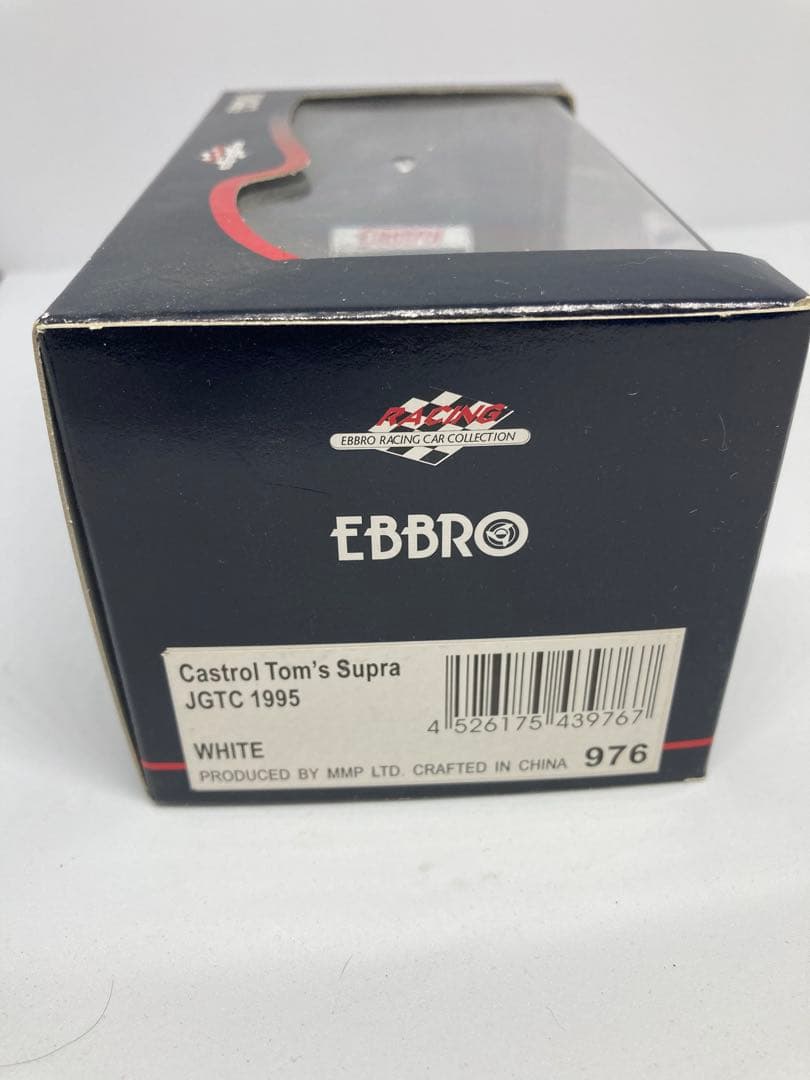 RACING
EBBRO RACING CAR COLLECTION
EBBRO
Castrol Tom's Supra
JGTC 1995
4 526175 439767
WHITE
PRODUCED BY MMP LTD. CRAFTED IN CHINA 976